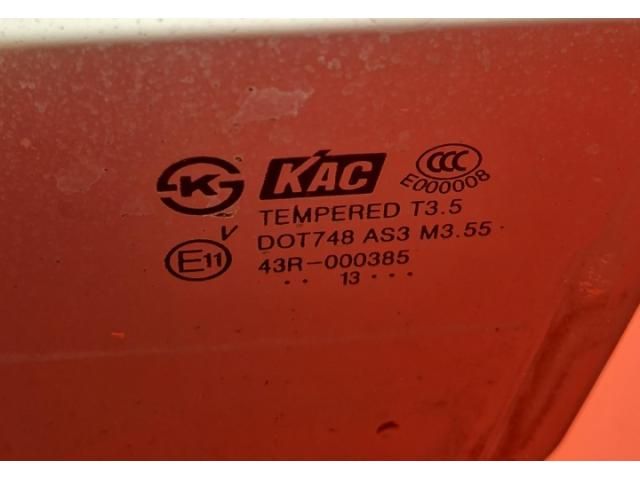 K KAC CCC
E000008
TEMPERED T3.5
V DOT748 AS3 M3.55
E11 43R-000385
.. 13 ...